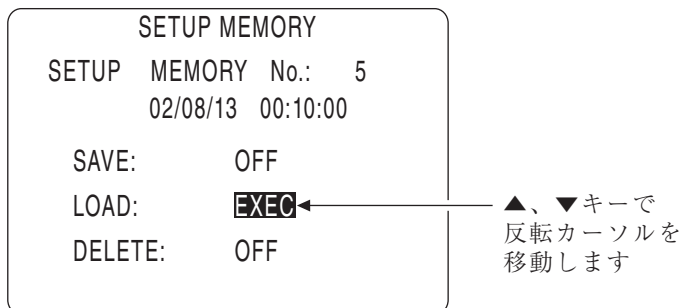 SETUP MEMORY
SETUP MEMORY No.: 5
02/08/13 00:10:00
SAVE: OFF
LOAD: EXEC
DELETE: OFF
▲、▼キーで
反転カーソルを
移動します